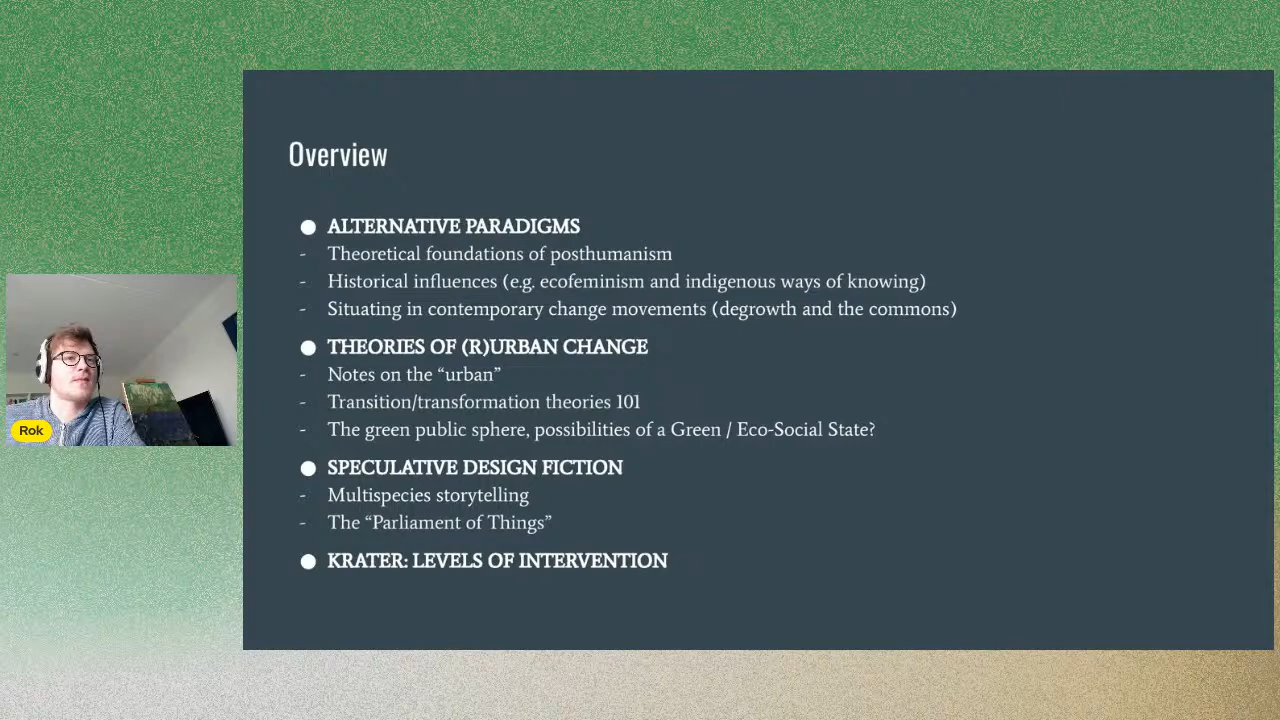 Overview
● ALTERNATIVE PARADIGMS
- Theoretical foundations of posthumanism
- Historical influences (e.g. ecofeminism and indigenous ways of knowing)
- Situating in contemporary change movements (degrowth and the commons)
● THEORIES OF (R)URBAN CHANGE
- Notes on the “urban”
- Transition/transformation theories 101
- The green public sphere, possibilities of a Green / Eco-Social State?
● SPECULATIVE DESIGN FICTION
- Multispecies storytelling
- The “Parliament of Things”
● KRATER: LEVELS OF INTERVENTION
Rok